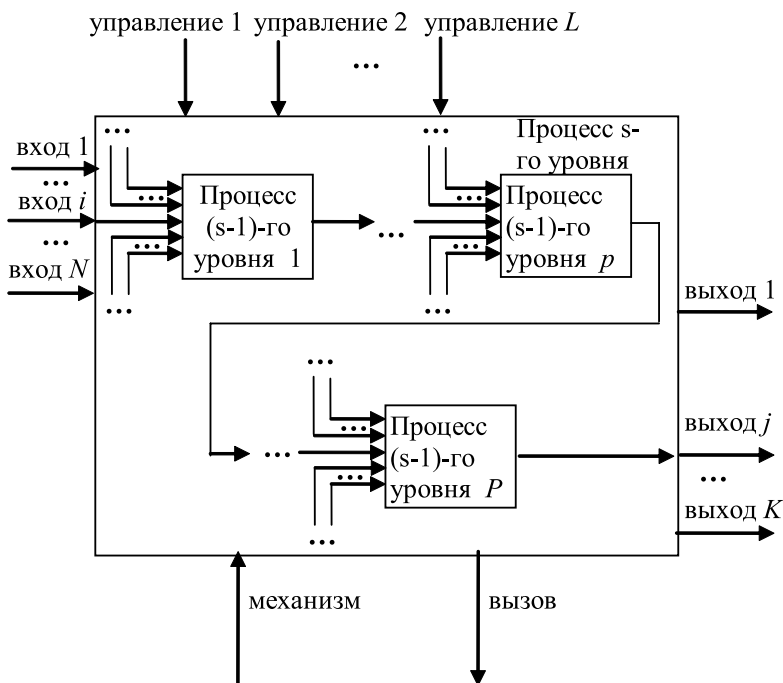 управление 1 управление 2 ... управление L
... ... Процесс s-
го уровня
вход 1
...
вход i
...
вход N
... Процесс
(s-1)-го
... уровня 1
...
...
... Процесс
(s-1)-го
... уровня p
...
выход 1
...
... Процесс
... (s-1)-го
... уровня P
...
выход j
...
выход K
механизм вызов